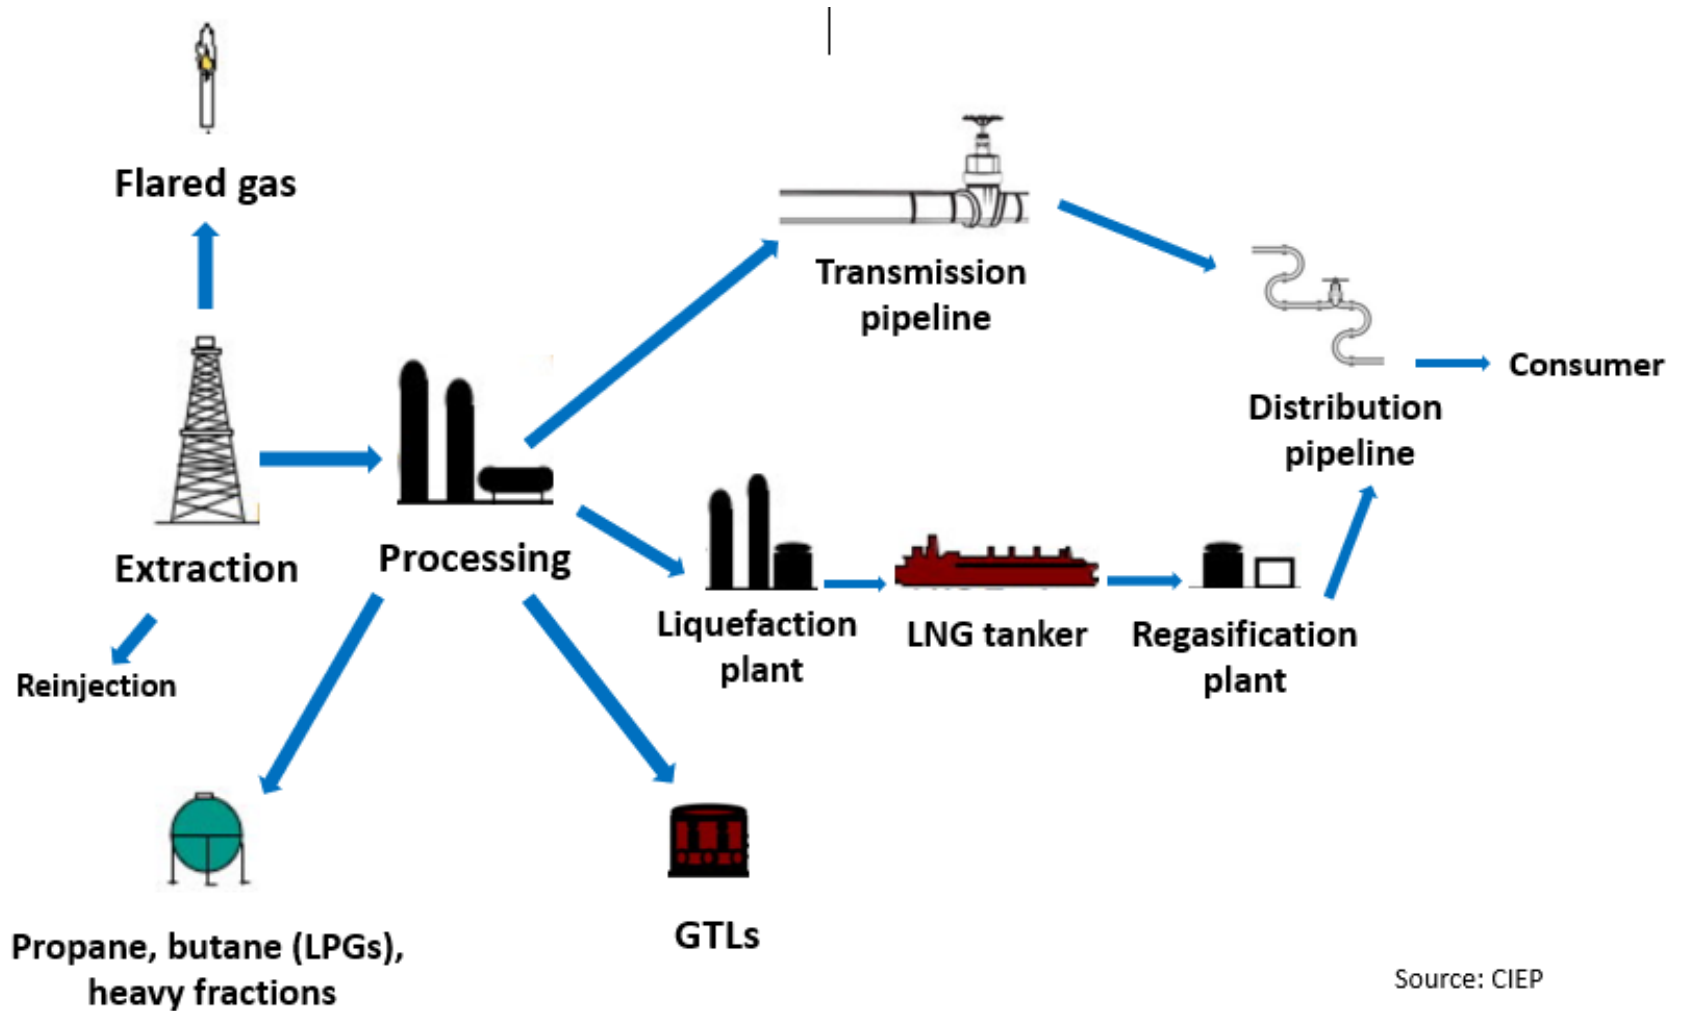 Flared gas
Transmission
pipeline
Consumer
Distribution
pipeline
Extraction
Processing
Liquefaction
plant
LNG tanker
Regasification
plant
Reinjection
Propane, butane (LPGs),
heavy fractions
GTLs
Source: CIEP